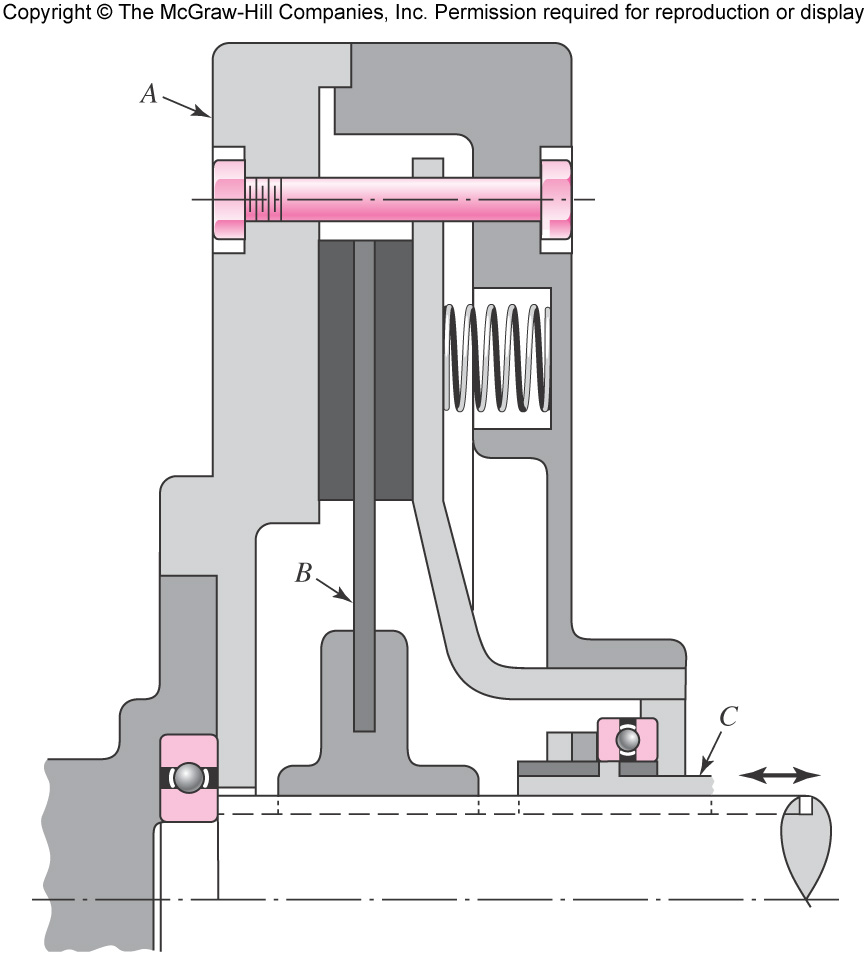 Copyright © The McGraw-Hill Companies, Inc. Permission required for reproduction or display
A
B
C